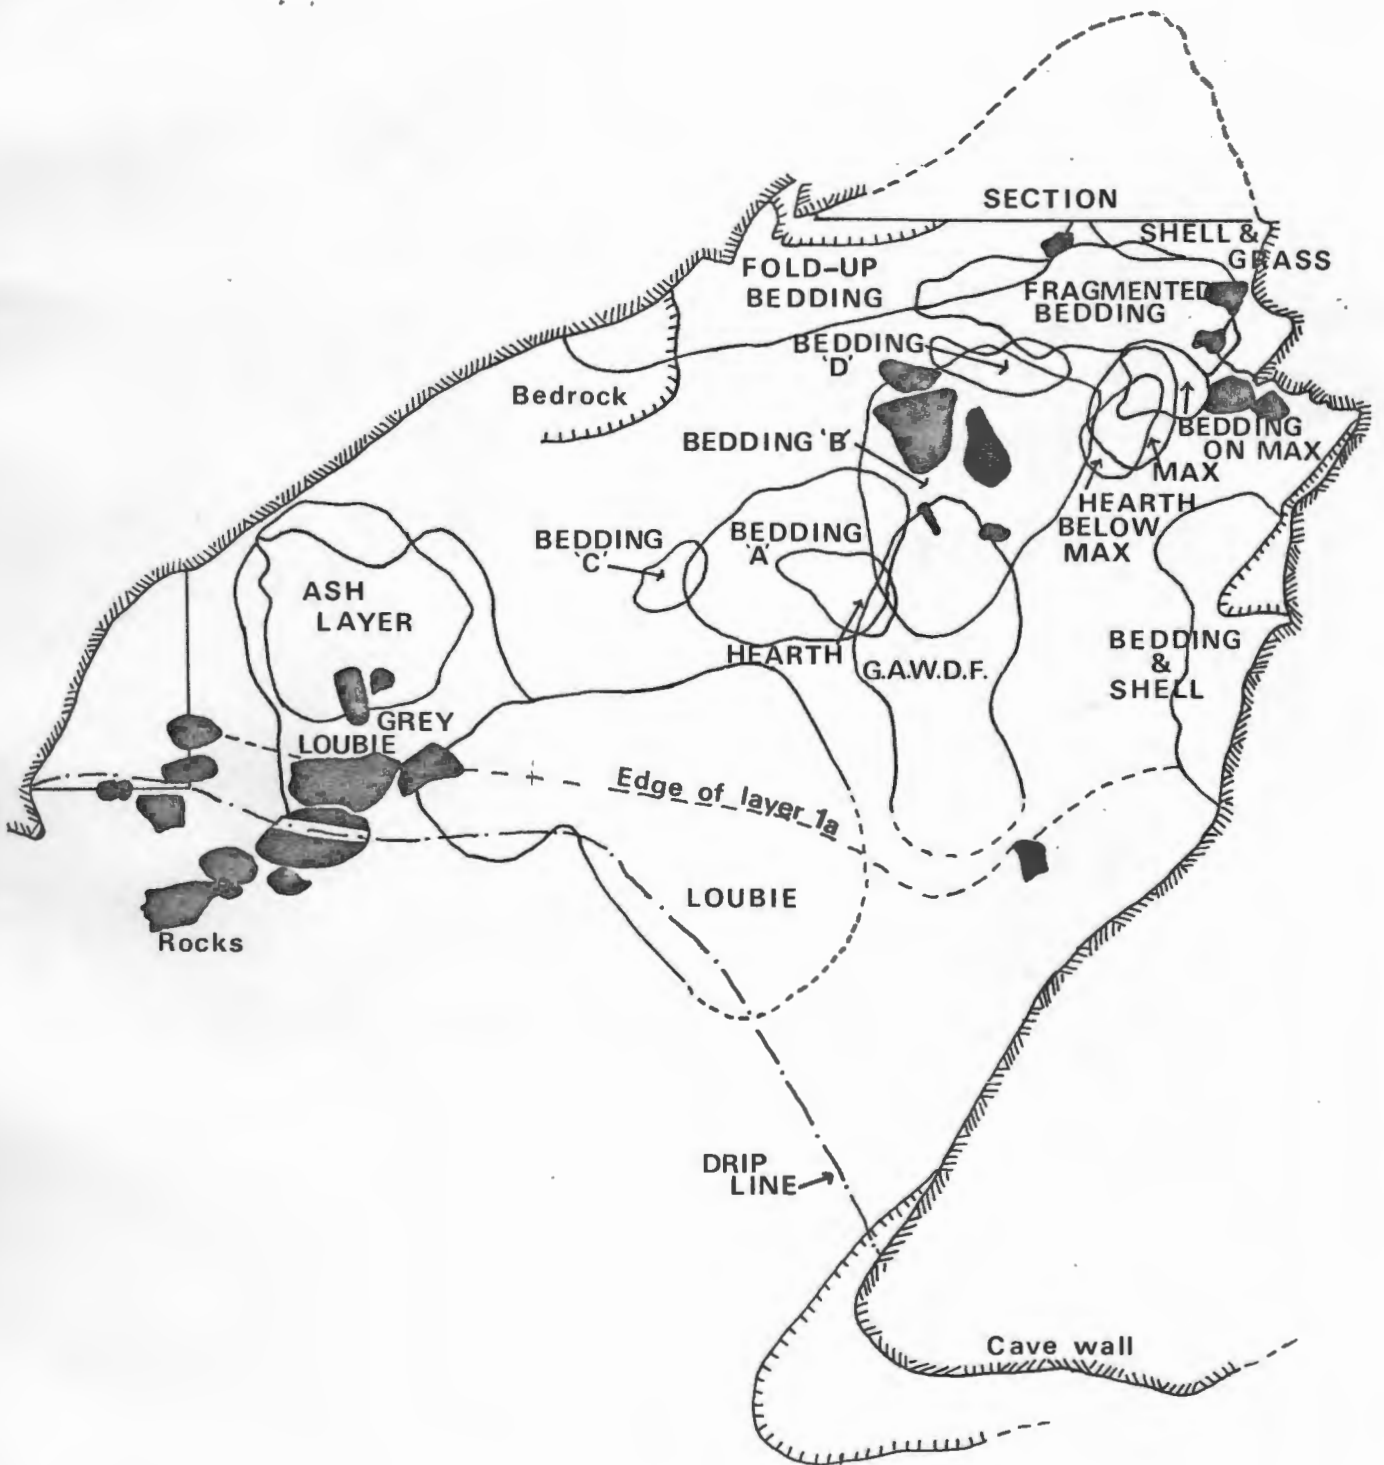 SECTION
SHELL &
GRASS
FOLD-UP
BEDDING
FRAGMENTED
BEDDING
BEDDING
'D'
Bedrock
BEDDING 'B'
BEDDING
ON MAX
MAX
HEARTH
BELOW
MAX
BEDDING
'C'
BEDDING
'A'
ASH
LAYER
HEARTH
G.A.W.D.F.
BEDDING
&
SHELL
GREY
LOUBIE
Edge of layer 1a
LOUBIE
Rocks
DRIP
LINE
Cave wall